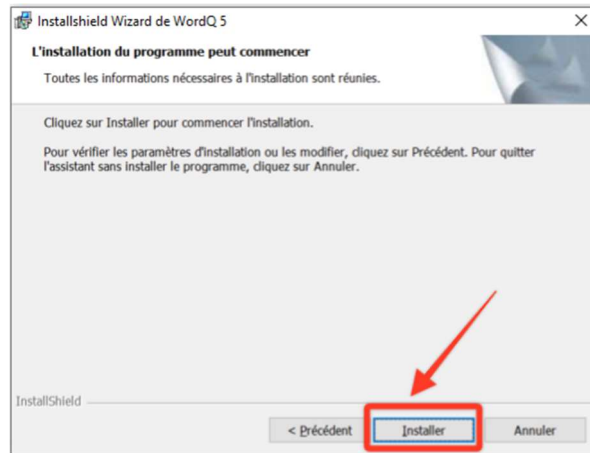 Installshield Wizard de WordQ 5
L'installation du programme peut commencer
Toutes les informations nécessaires à l'installation sont réunies.
Cliquez sur Installer pour commencer l'installation.
Pour vérifier les paramètres d'installation ou les modifier, cliquez sur Précédent. Pour quitter
l'assistant sans installer le programme, cliquez sur Annuler.
InstallShield
< Précédent Installer Annuler